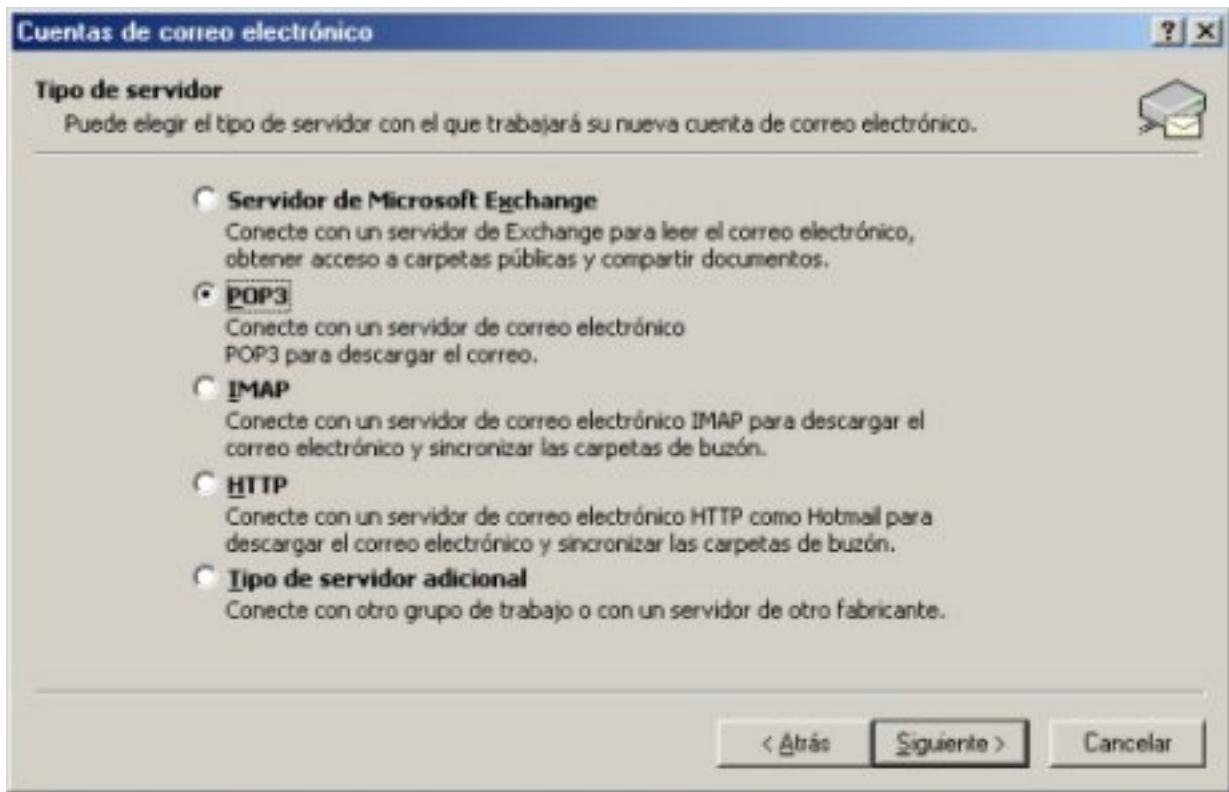 Cuentas de correo electrónico
Tipo de servidor
Puede elegir el tipo de servidor con el que trabajará su nueva cuenta de correo electrónico.
Servidor de Microsoft Exchange
Conecte con un servidor de Exchange para leer el correo electrónico,
obtener acceso a carpetas públicas y compartir documentos.
POP3
Conecte con un servidor de correo electrónico
POP3 para descargar el correo.
IMAP
Conecte con un servidor de correo electrónico IMAP para descargar el
correo electrónico y sincronizar las carpetas de buzón.
HTTP
Conecte con un servidor de correo electrónico HTTP como Hotmail para
descargar el correo electrónico y sincronizar las carpetas de buzón.
Tipo de servidor adicional
Conecte con otro grupo de trabajo o con un servidor de otro fabricante.
< Atrás Siguiente > Cancelar